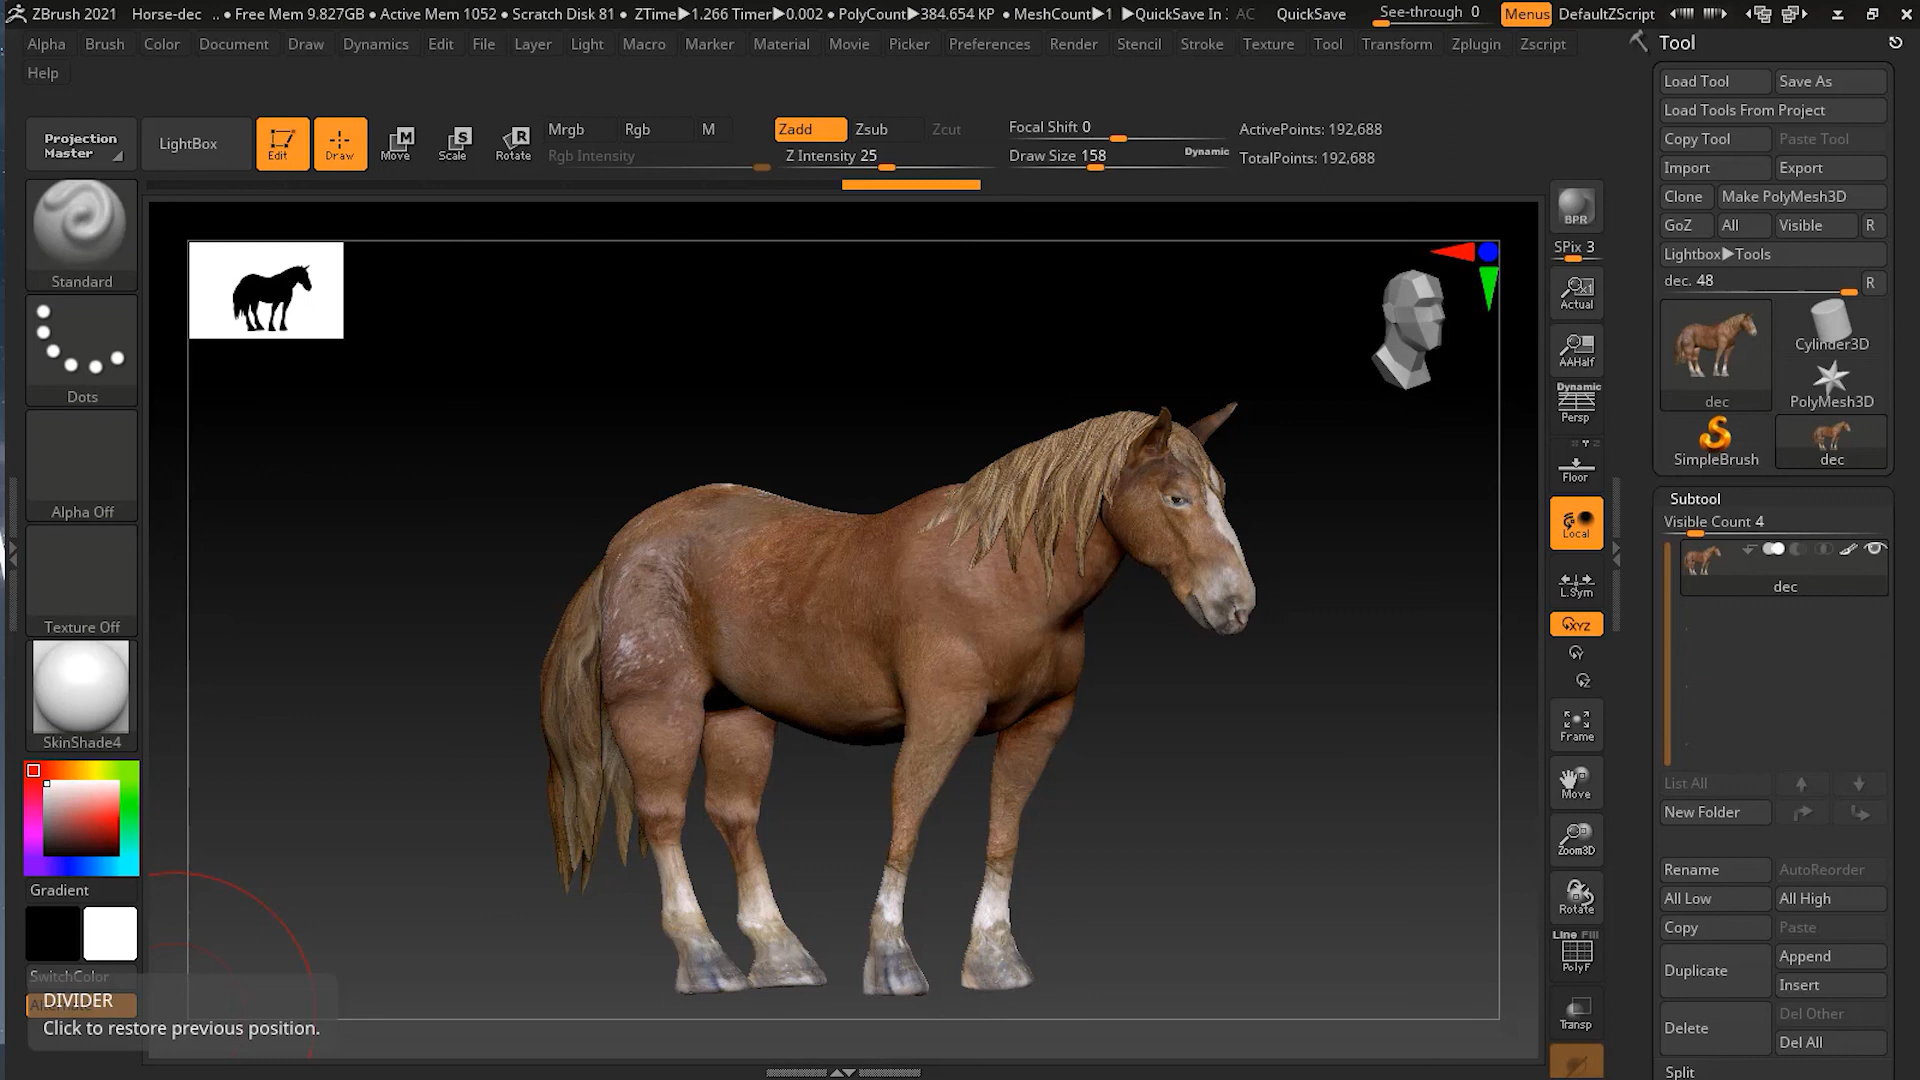 ZBrush 2021 Horse-dec .. ● Free Mem 9.827GB ● Active Mem 1052 ● Scratch Disk 81 ● ZTime▶1.266 Timer▶0.002 ● PolyCount▶384.654 KP ● MeshCount▶1 ▶QuickSave In AC QuickSave See-through 0 Menus DefaultZScript
Alpha Brush Color Document Draw Dynamics Edit File Layer Light Macro Marker Material Movie Picker Preferences Render Stencil Stroke Texture Tool Transform Zplugin Zscript
Help
Projection Master
LightBox
Edit
Draw
Move
Scale
Rotate
Mrgb Rgb M
Rgb Intensity
Zadd Zsub Zcut
Z Intensity 25
Focal Shift 0
Draw Size 158
Dynamic
ActivePoints: 192,688
TotalPoints: 192,688
Standard
Dots
Alpha Off
Texture Off
SkinShade4
Gradient
SwitchColor
Alternate
DIVIDER
Click to restore previous position.
BPR
SPix 3
Actual
AAHalf
Dynamic
Persp
Floor
Local
L.Sym
XYZ
Y
Z
Frame
Move
Zoom3D
Rotate
Line Fill
PolyF
Transp
Tool
Load Tool Save As
Load Tools From Project
Copy Tool Paste Tool
Import Export
Clone Make PolyMesh3D
GoZ All Visible R
Lightbox▶Tools
dec. 48 R
dec
Cylinder3D
PolyMesh3D
SimpleBrush
dec
Subtool
Visible Count 4
dec
List All
New Folder
Rename AutoReorder
All Low All High
Copy Paste
Duplicate Append
Insert
Delete Del Other
Del All
Split